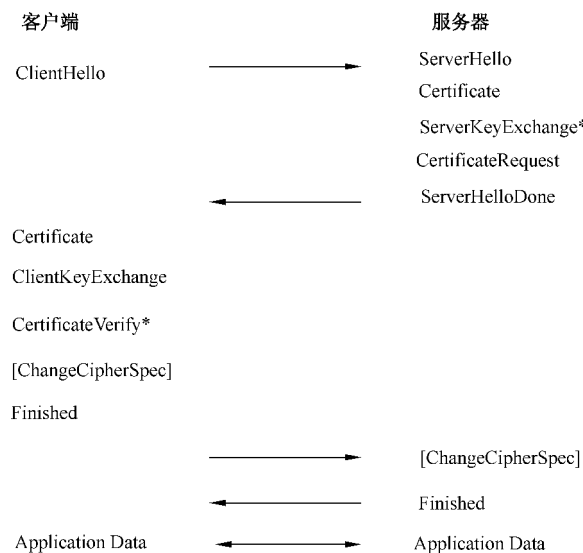 客户端
服务器
ClientHello
ServerHello
Certificate
ServerKeyExchange*
CertificateRequest
ServerHelloDone
Certificate
ClientKeyExchange
CertificateVerify*
[ChangeCipherSpec]
Finished
[ChangeCipherSpec]
Finished
Application Data
Application Data